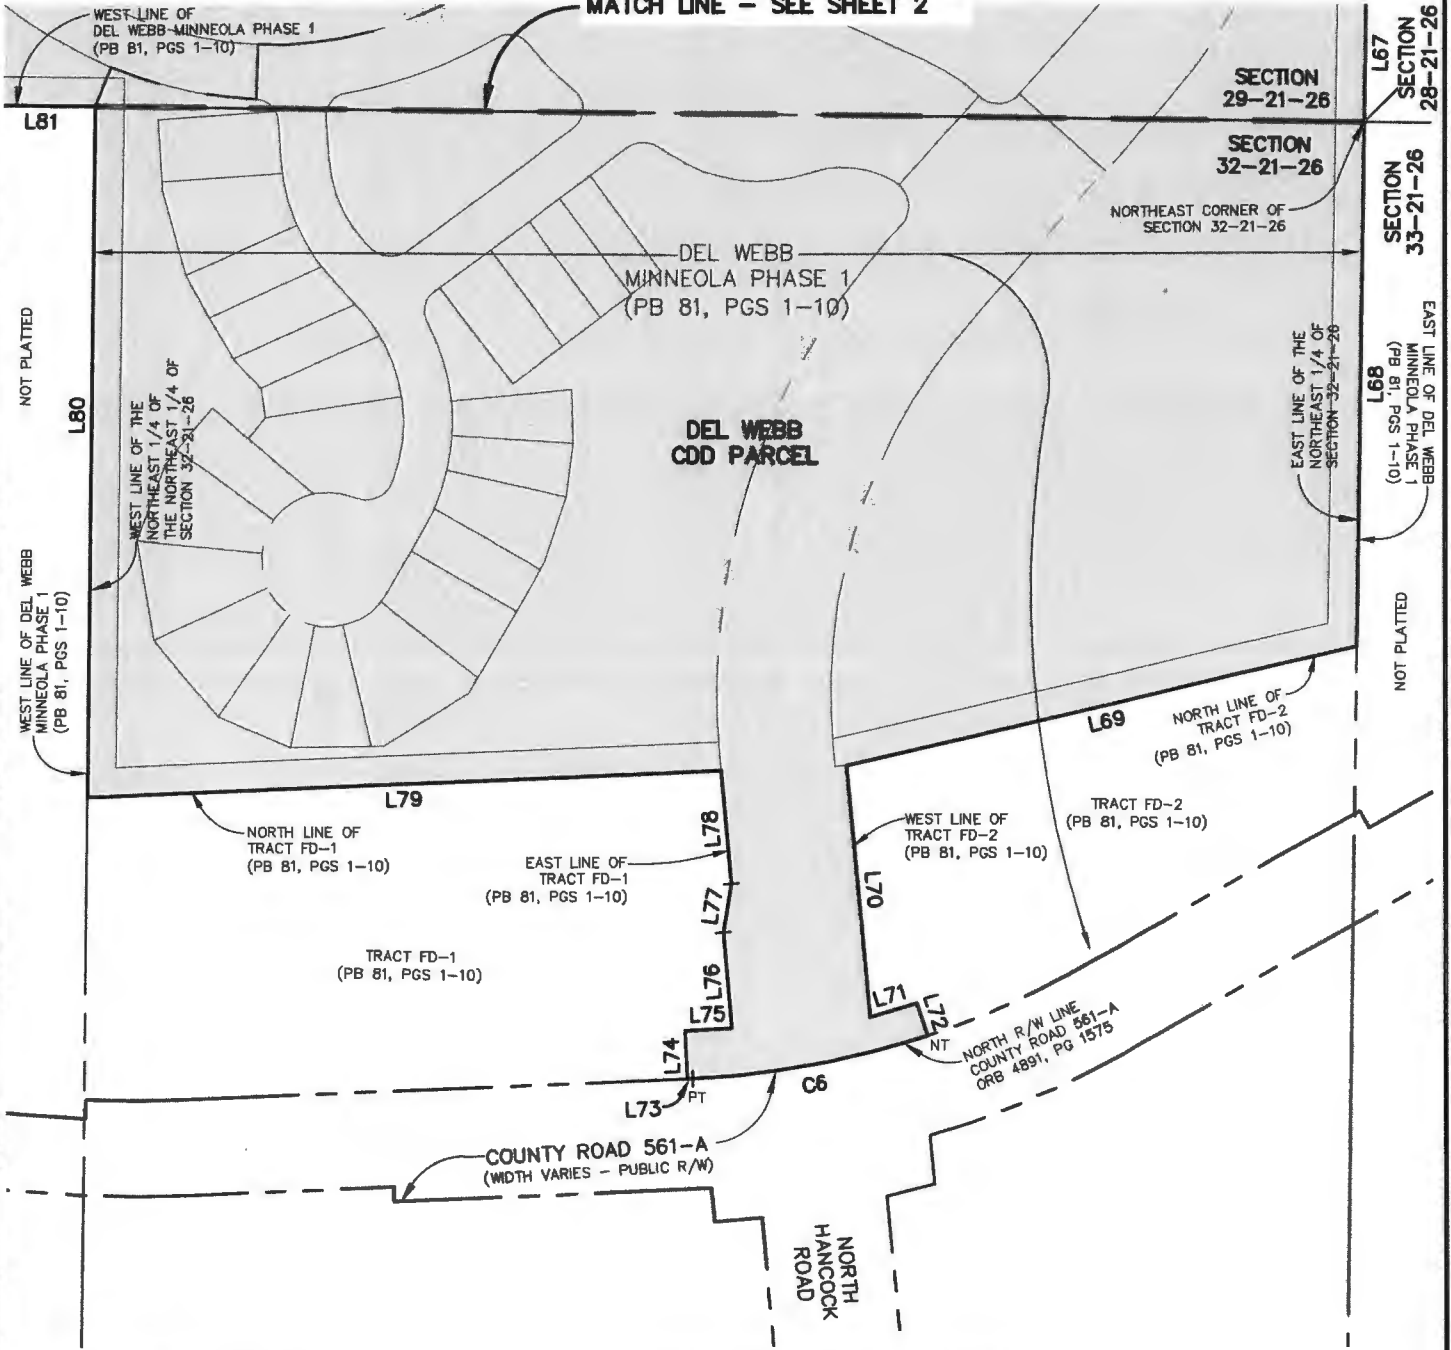 MATCH LINE - SEE SHEET 2
WEST LINE OF
DEL WEBB MINNEOLA PHASE 1
(PB 81, PGS 1-10)
L81
L67
SECTION
28-21-26
SECTION
29-21-26
SECTION
32-21-26
SECTION
33-21-26
NORTHEAST CORNER OF
SECTION 32-21-26
DEL WEBB
MINNEOLA PHASE 1
(PB 81, PGS 1-10)
NOT PLATTED
L80
WEST LINE OF THE
NORTHEAST 1/4 OF
THE NORTHEAST 1/4 OF
SECTION 32-21-26
DEL WEBB
CDD PARCEL
EAST LINE OF THE
NORTHEAST 1/4 OF
SECTION 32-21-26
L68
EAST LINE OF DEL WEBB
MINNEOLA PHASE 1
(PB 81, PGS 1-10)
WEST LINE OF DEL WEBB
MINNEOLA PHASE 1
(PB 81, PGS 1-10)
NOT PLATTED
L69
NORTH LINE OF
TRACT FD-2
(PB 81, PGS 1-10)
L79
NORTH LINE OF
TRACT FD-1
(PB 81, PGS 1-10)
L78
EAST LINE OF
TRACT FD-1
(PB 81, PGS 1-10)
WEST LINE OF
TRACT FD-2
(PB 81, PGS 1-10)
TRACT FD-2
(PB 81, PGS 1-10)
L77
L70
TRACT FD-1
(PB 81, PGS 1-10)
L76
L75
L71
L72
NT
L74
L73
PT
C6
NORTH R/W LINE
COUNTY ROAD 561-A
ORB 4891, PG 1575
COUNTY ROAD 561-A
(WIDTH VARIES - PUBLIC R/W)
NORTH
HANCOCK
ROAD